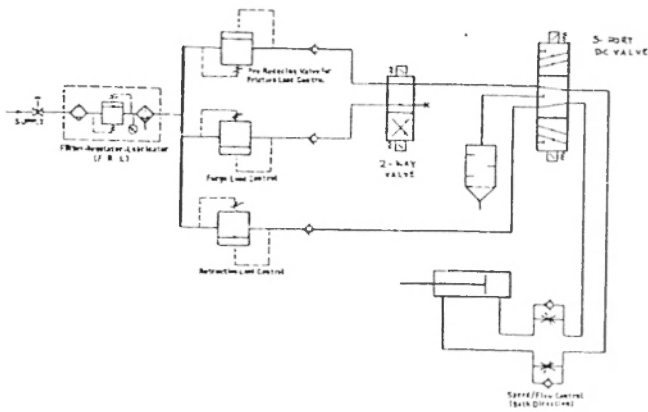 5-PORT
DC VALVE
Pre Reducing Valve for
Friction Load Control
SUPPLY
Filter-Regulator-Lubricator
(F R L)
Forge Load Control
2-WAY
VALVE
Retraction Load Control
Speed/Flow Control
(Both Direction)